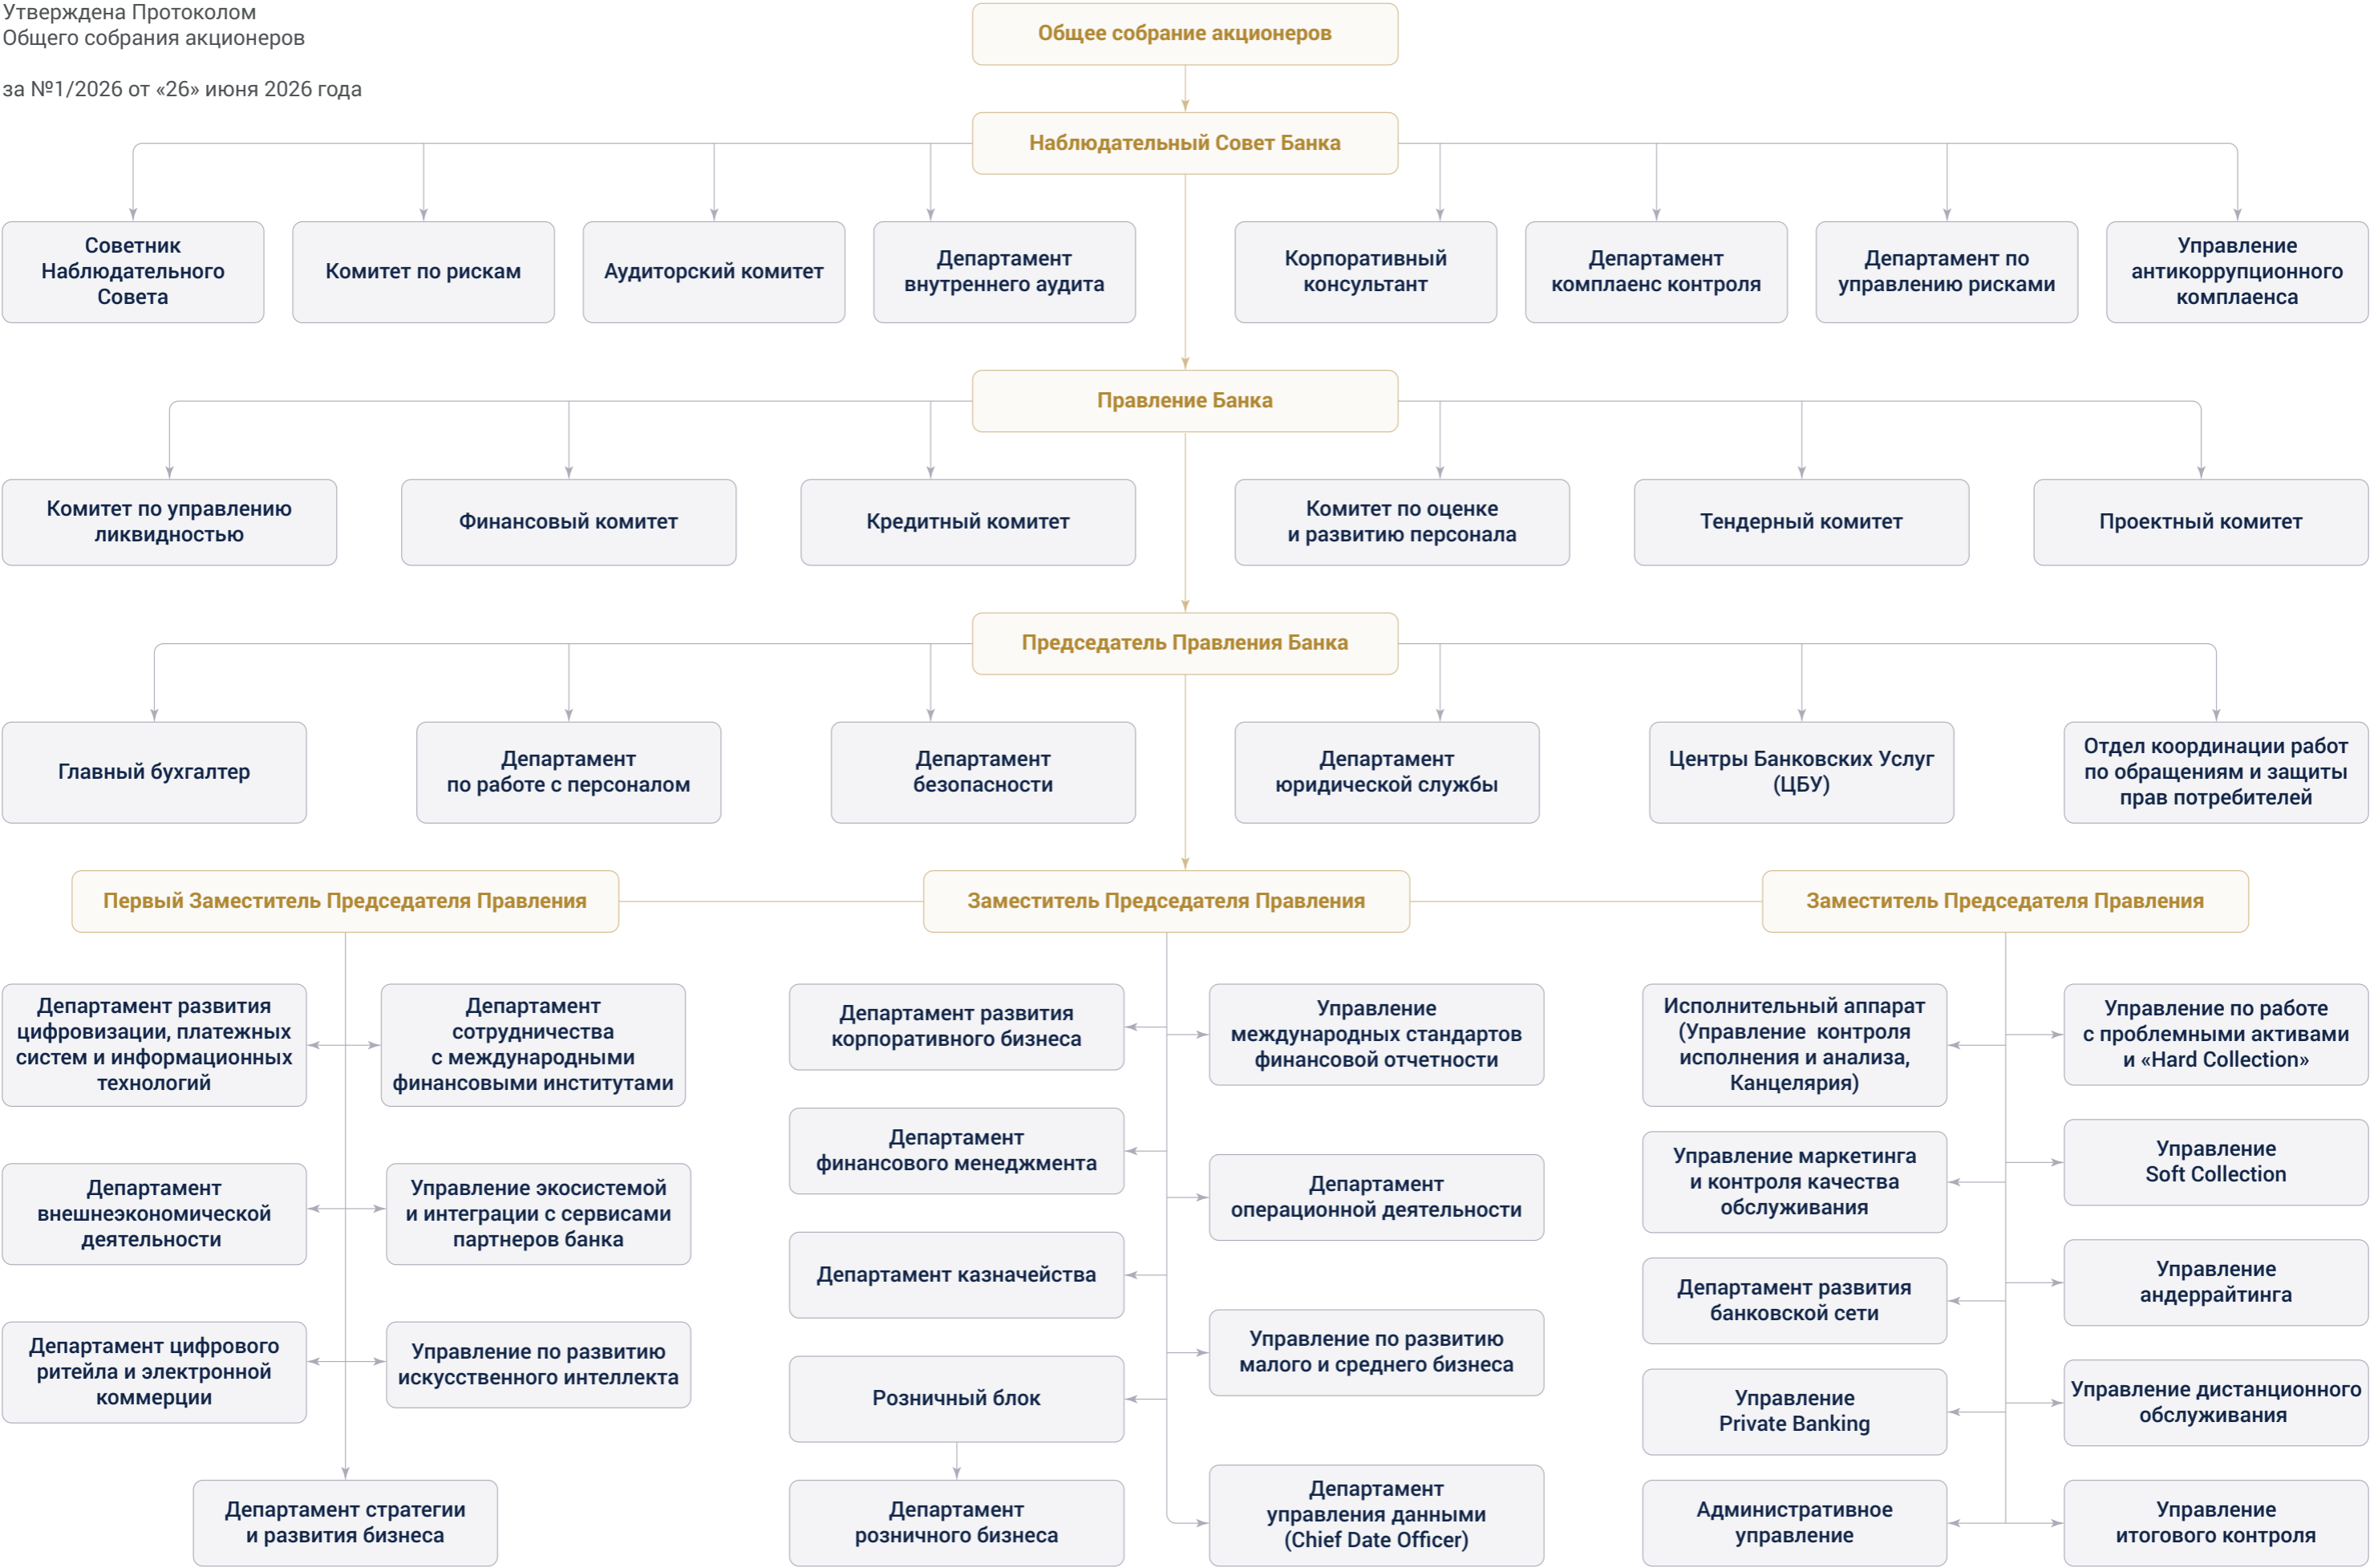 Утверждена Протоколом
Общего собрания акционеров
за №1/2026 от «26» июня 2026 года
Общее собрание акционеров
Наблюдательный Совет Банка
Советник
Наблюдательного
Совета
Комитет по рискам
Аудиторский комитет
Департамент
внутреннего аудита
Корпоративный
консультант
Департамент
комплаенс контроля
Департамент по
управлению рисками
Управление
антикоррупционного
комплаенса
Правление Банка
Комитет по управлению
ликвидностью
Финансовый комитет
Кредитный комитет
Комитет по оценке
и развитию персонала
Тендерный комитет
Проектный комитет
Председатель Правления Банка
Главный бухгалтер
Департамент
по работе с персоналом
Департамент
безопасности
Департамент
юридической службы
Центры Банковских Услуг
(ЦБУ)
Отдел координации работ
по обращениям и защиты
прав потребителей
Первый Заместитель Председателя Правления
Заместитель Председателя Правления
Заместитель Председателя Правления
Департамент развития
цифровизации, платежных
систем и информационных
технологий
Департамент
сотрудничества
с международными
финансовыми институтами
Департамент
внешнеэкономической
деятельности
Управление экосистемой
и интеграции с сервисами
партнеров банка
Департамент цифрового
ритейла и электронной
коммерции
Управление по развитию
искусственного интеллекта
Департамент стратегии
и развития бизнеса
Департамент развития
корпоративного бизнеса
Управление
международных стандартов
финансовой отчетности
Департамент
финансового менеджмента
Департамент
операционной деятельности
Департамент казначейства
Управление по развитию
малого и среднего бизнеса
Розничный блок
Департамент
розничного бизнеса
Департамент
управления данными
(Chief Date Officer)
Исполнительный аппарат
(Управление контроля
исполнения и анализа,
Канцелярия)
Управление по работе
с проблемными активами
и «Hard Collection»
Управление маркетинга
и контроля качества
обслуживания
Управление
Soft Collection
Департамент развития
банковской сети
Управление
андеррайтинга
Управление
Private Banking
Управление дистанционного
обслуживания
Административное
управление
Управление
итогового контроля